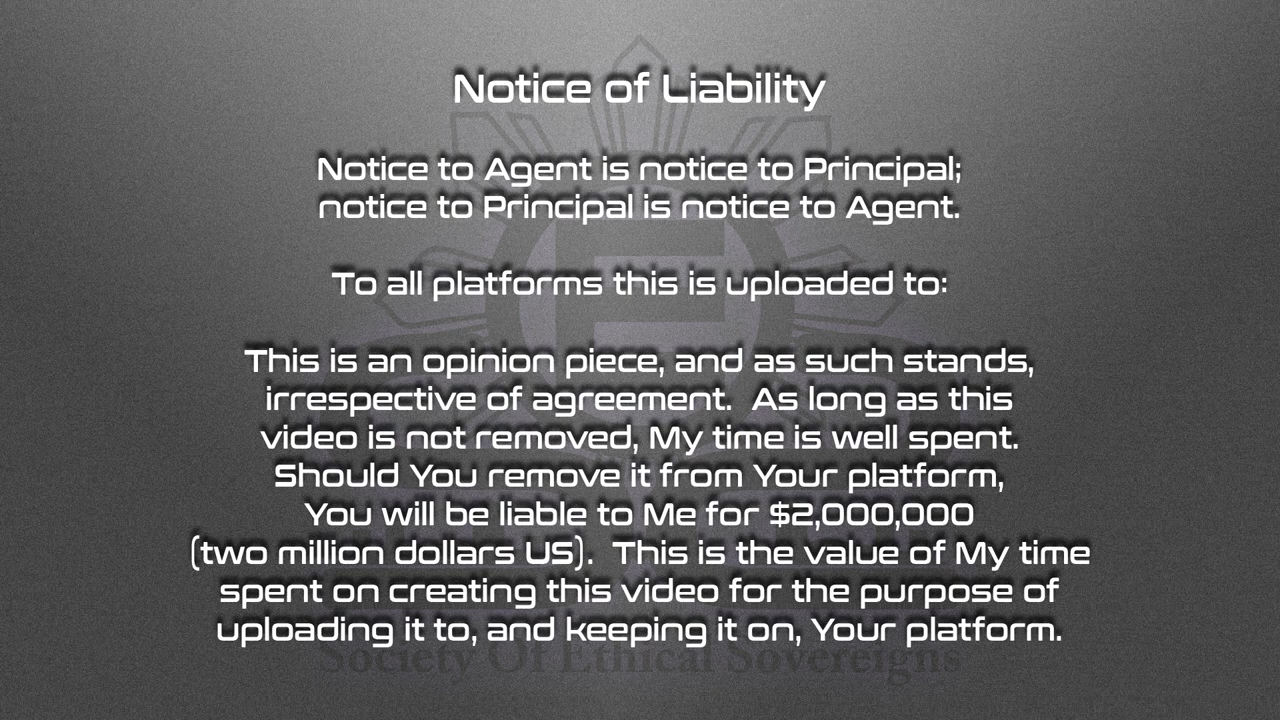 Notice of Liability
Notice to Agent is notice to Principal;
notice to Principal is notice to Agent.
To all platforms this is uploaded to:
This is an opinion piece, and as such stands,
irrespective of agreement.  As long as this
video is not removed, My time is well spent.
Should You remove it from Your platform,
You will be liable to Me for $2,000,000
(two million dollars US).  This is the value of My time
spent on creating this video for the purpose of
uploading it to, and keeping it on, Your platform.
Society Of Ethical Sovereigns